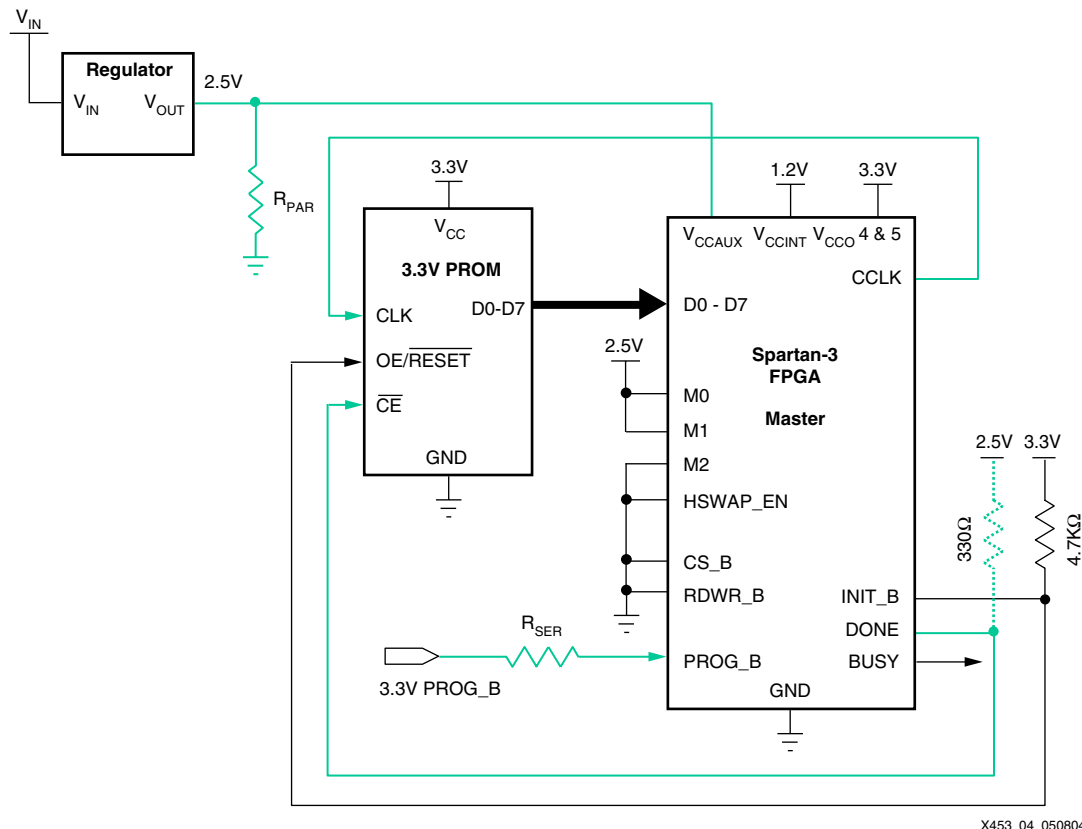 VIN
Regulator
VIN VOUT
2.5V
RPAR
3.3V
VCC
3.3V PROM
D0-D7
CLK
OE/RESET
CE
GND
1.2V
3.3V
VCCAUX VCCINT VCCO 4 & 5
CCLK
D0 - D7
Spartan-3
FPGA
Master
2.5V
M0
M1
M2
HSWAP_EN
CS_B
RDWR_B
PROG_B
GND
INIT_B
DONE
BUSY
RSER
3.3V PROG_B
2.5V
3.3V
330Ω
4.7KΩ
X453_04_050804